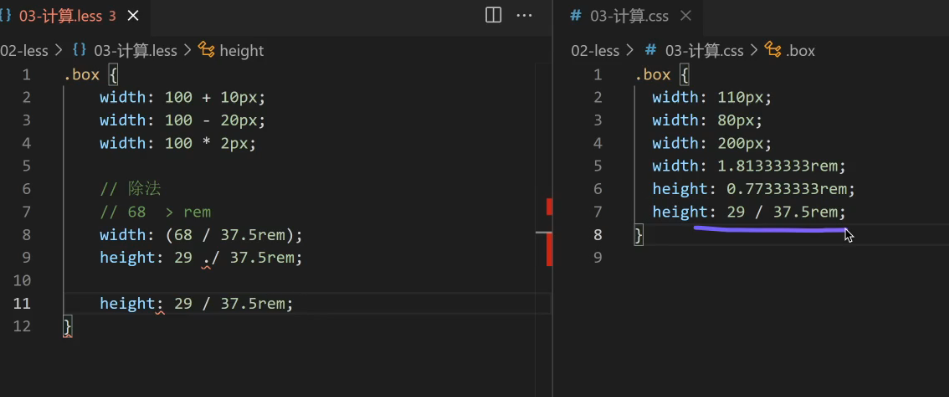 {} 03-计算.less 3 ×
02-less > {} 03-计算.less > height
1 .box {
2 width: 100 + 10px;
3 width: 100 - 20px;
4 width: 100 * 2px;
5
6 // 除法
7 // 68  > rem
8 width: (68 / 37.5rem);
9 height: 29 ./ 37.5rem;
10
11 height: 29 / 37.5rem;
12 }
# 03-计算.css ×
02-less > # 03-计算.css > .box
1 .box {
2 width: 110px;
3 width: 80px;
4 width: 200px;
5 width: 1.81333333rem;
6 height: 0.77333333rem;
7 height: 29 / 37.5rem;
8 }
9